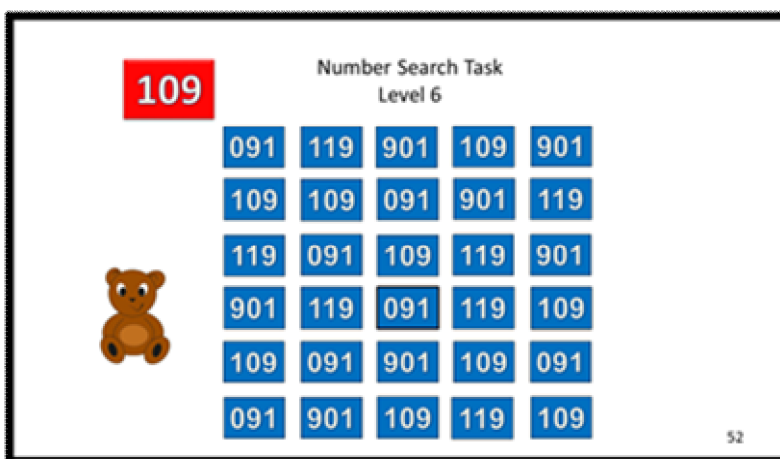 109
Number Search Task
Level 6
091 119 901 109 901
109 109 091 901 119
119 091 109 119 901
901 119 091 119 109
109 091 901 109 091
091 901 109 119 109
52